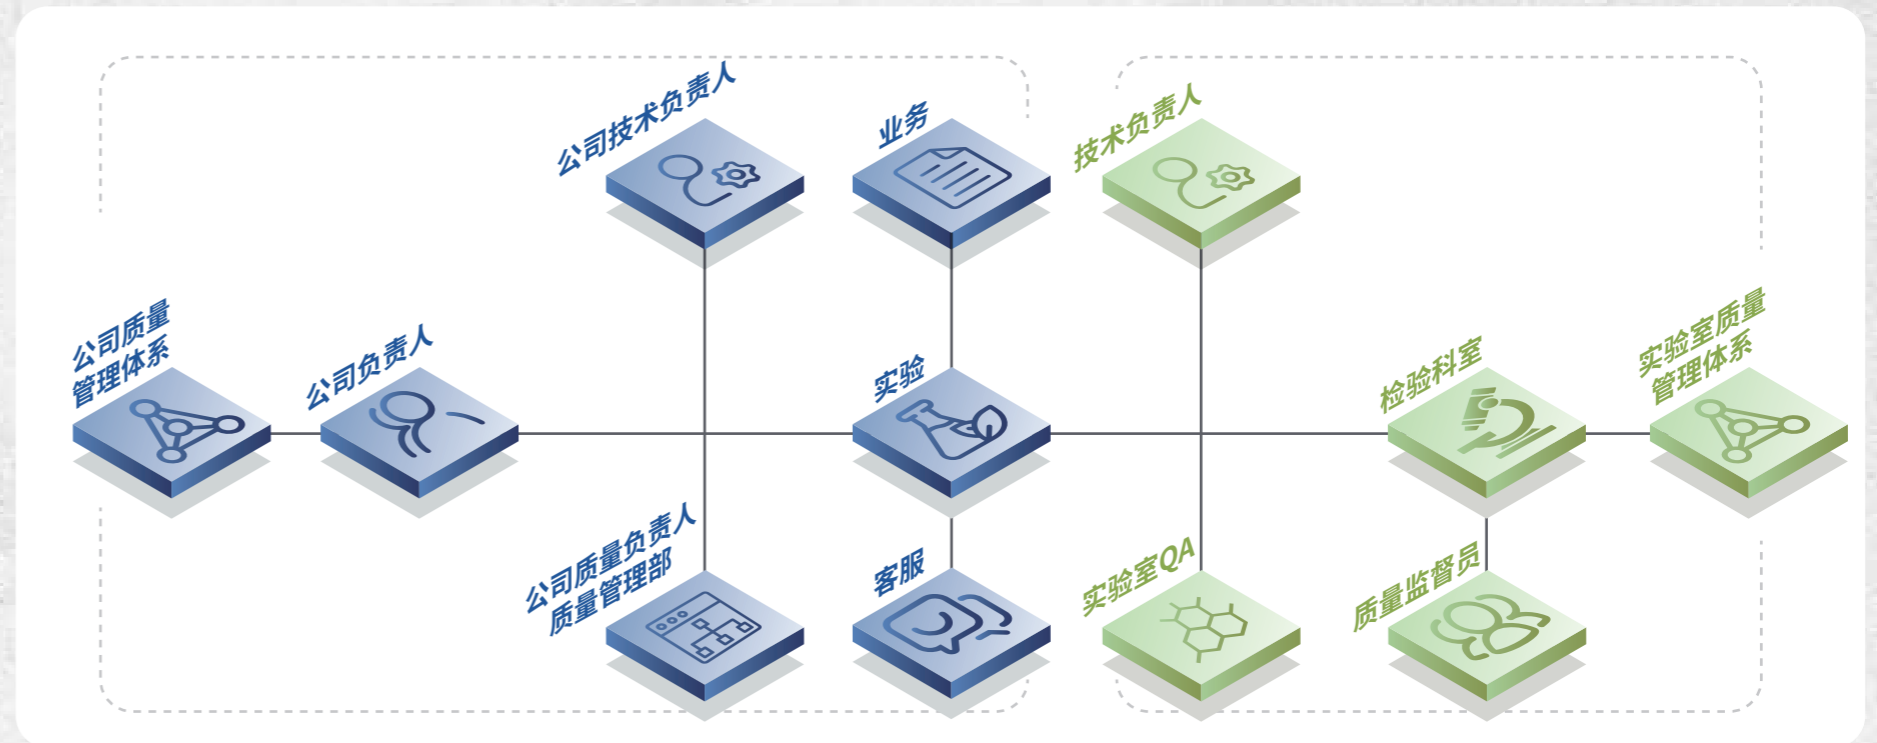 公司技术负责人
业务
技术负责人
公司质量
管理体系
公司负责人
实验
检验科室
实验室质量
管理体系
公司质量负责人
质量管理部
客服
实验室QA
质量监督员